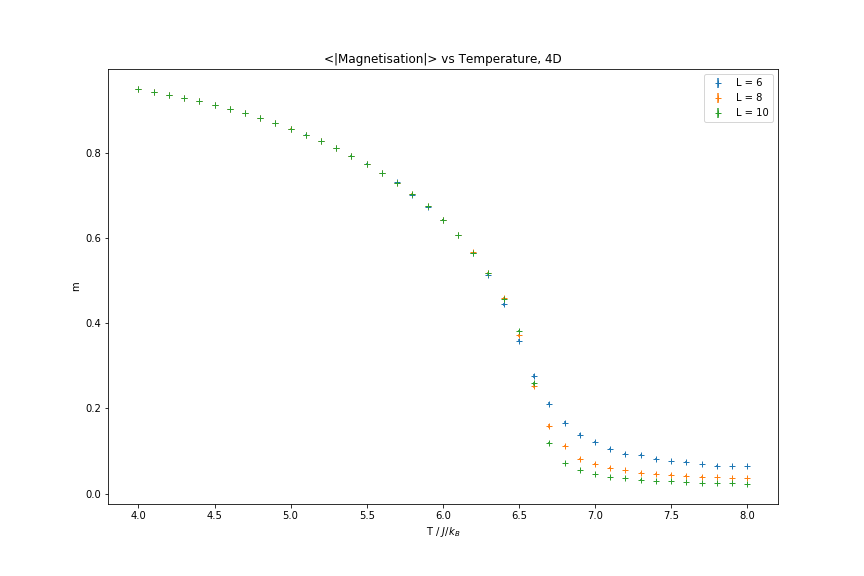 <|Magnetisation|> vs Temperature, 4D
L = 6
L = 8
L = 10
m
0.8
0.6
0.4
0.2
0.0
4.0 4.5 5.0 5.5 6.0 6.5 7.0 7.5 8.0
T / J/k_B